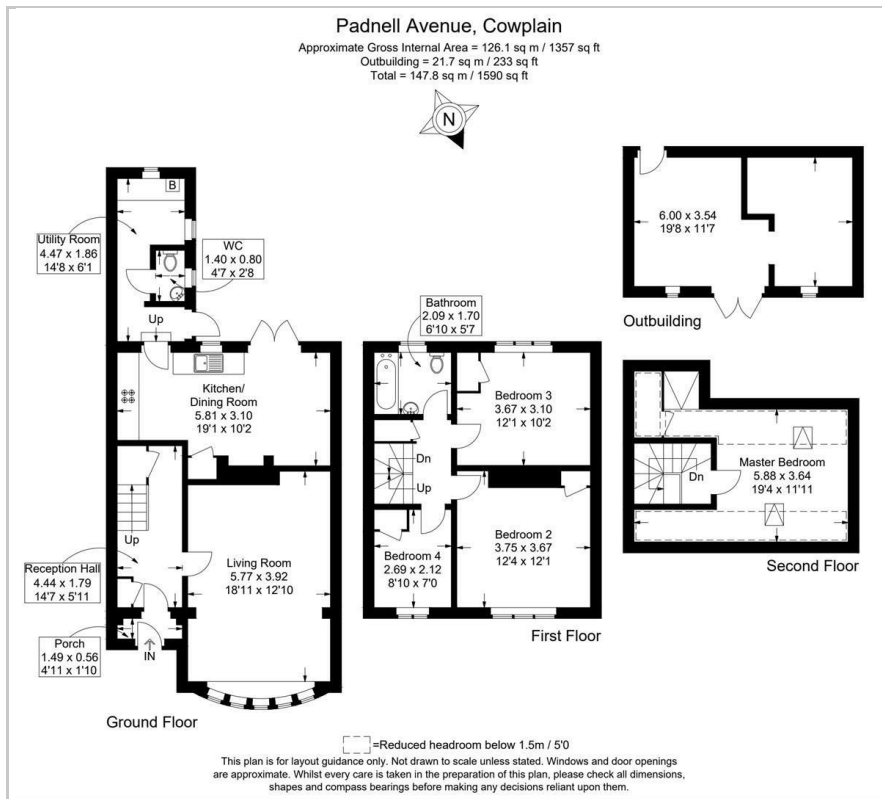 Padnell Avenue, Cowplain
Approximate Gross Internal Area = 126.1 sq m / 1357 sq ft
Outbuilding = 21.7 sq m / 233 sq ft
Total = 147.8 sq m / 1590 sq ft
N
B
Utility Room
4.47 x 1.86
14'8 x 6'1
WC
1.40 x 0.80
4'7 x 2'8
Up
Kitchen/
Dining Room
5.81 x 3.10
19'1 x 10'2
Up
Reception Hall
4.44 x 1.79
14'7 x 5'11
Living Room
5.77 x 3.92
18'11 x 12'10
Porch
1.49 x 0.56
4'11 x 1'10
IN
Ground Floor
Bathroom
2.09 x 1.70
6'10 x 5'7
Bedroom 3
3.67 x 3.10
12'1 x 10'2
Dn
Up
Bedroom 2
3.75 x 3.67
12'4 x 12'1
Bedroom 4
2.69 x 2.12
8'10 x 7'0
First Floor
6.00 x 3.54
19'8 x 11'7
Outbuilding
Master Bedroom
5.88 x 3.64
19'4 x 11'11
Dn
Second Floor
=Reduced headroom below 1.5m / 5'0
This plan is for layout guidance only. Not drawn to scale unless stated. Windows and door openings
are approximate. Whilst every care is taken in the preparation of this plan, please check all dimensions,
shapes and compass bearings before making any decisions reliant upon them.